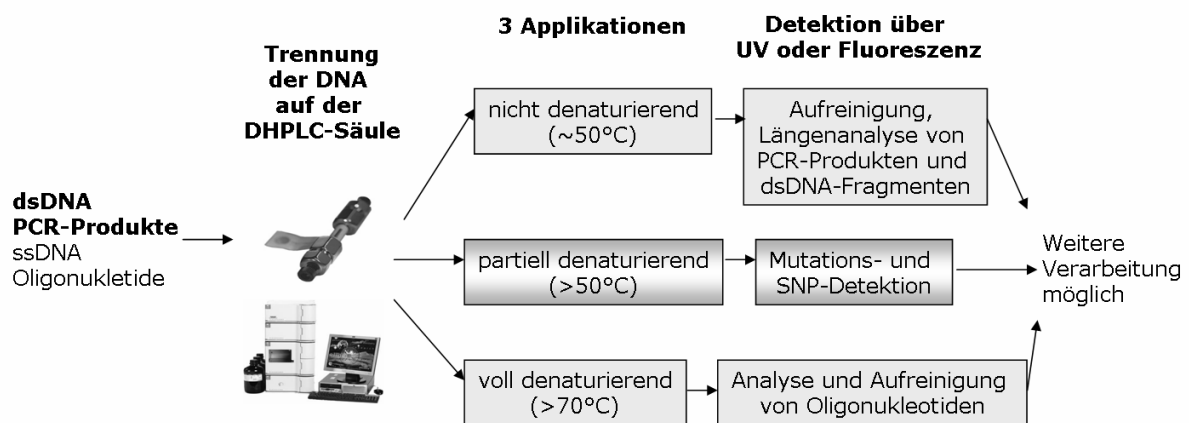 3 Applikationen
Detektion über
UV oder Fluoreszenz
Trennung
der DNA
auf der
DHPLC-Säule
nicht denaturierend
(~50°C)
Aufreinigung,
Längenanalyse von
PCR-Produkten und
dsDNA-Fragmenten
dsDNA
PCR-Produkte
ssDNA
Oligonukletide
partiell denaturierend
(>50°C)
Mutations- und
SNP-Detektion
Weitere
Verarbeitung
möglich
voll denaturierend
(>70°C)
Analyse und Aufreinigung
von Oligonukleotiden